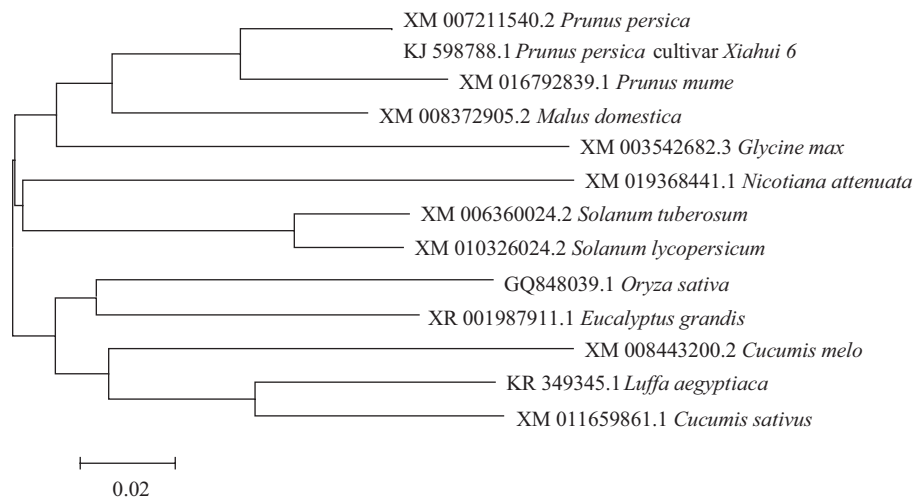 XM 007211540.2 Prunus persica
KJ 598788.1 Prunus persica cultivar Xiahui 6
XM 016792839.1 Prunus mume
XM 008372905.2 Malus domestica
XM 003542682.3 Glycine max
XM 019368441.1 Nicotiana attenuata
XM 006360024.2 Solanum tuberosum
XM 010326024.2 Solanum lycopersicum
GQ848039.1 Oryza sativa
XR 001987911.1 Eucalyptus grandis
XM 008443200.2 Cucumis melo
KR 349345.1 Luffa aegyptiaca
XM 011659861.1 Cucumis sativus
0.02